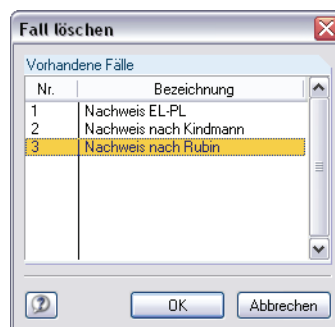 Fall löschen
Vorhandene Fälle
Nr. Bezeichnung
1 Nachweis EL-PL
2 Nachweis nach Kindmann
3 Nachweis nach Rubin
OK Abbrechen